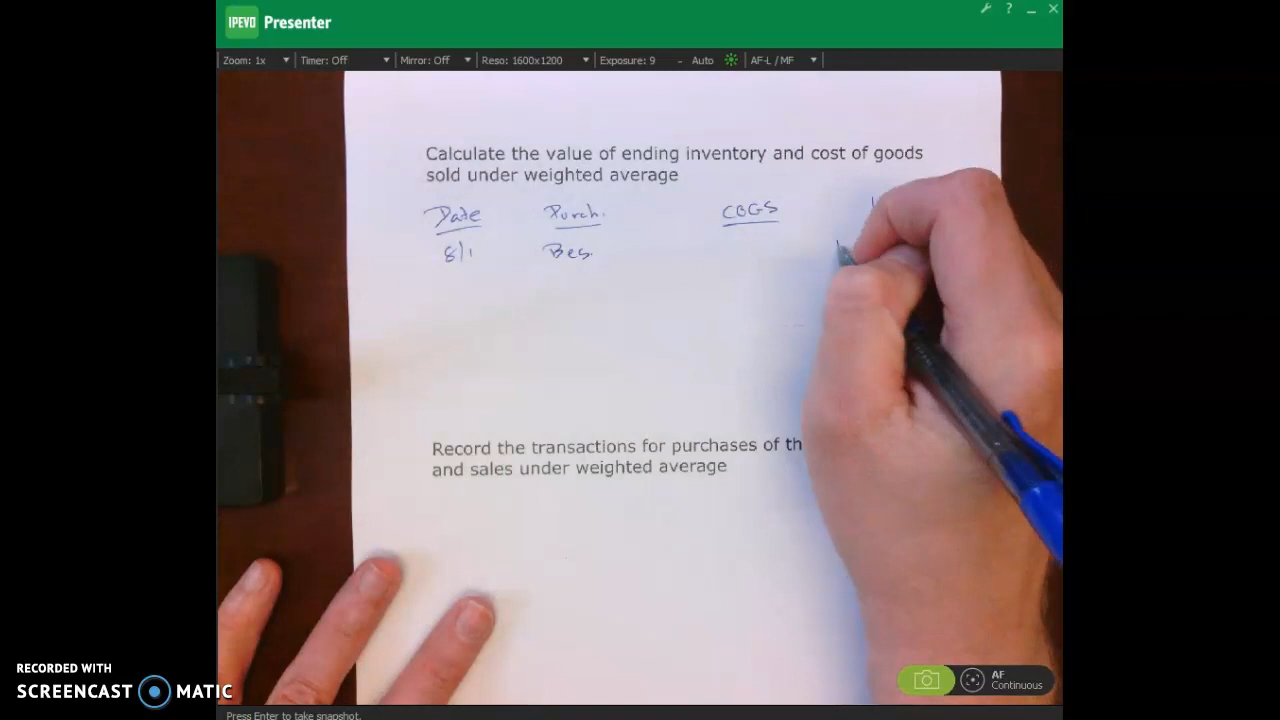 IPEVO Presenter
Zoom: 1x Timer: Off Mirror: Off Reso: 1600x1200 Exposure: 9 - Auto AF-L / MF
Calculate the value of ending inventory and cost of goods
sold under weighted average
Date Purch. COGS
8/1 Beg.
Record the transactions for purchases of th
and sales under weighted average
RECORDED WITH
SCREENCAST MATIC
AF
Continuous
Press Enter to take snapshot.